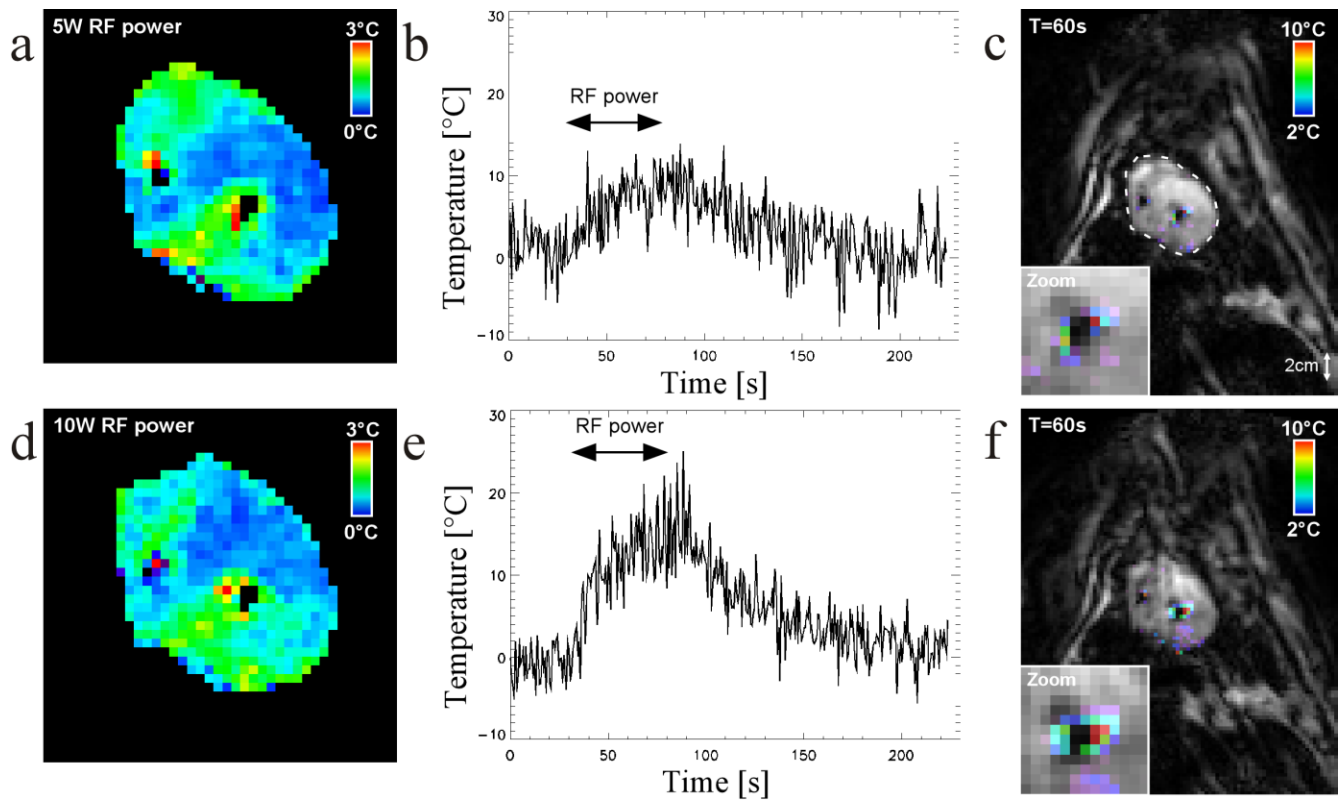 a
5W RF power
3°C
0°C
b
30
20
10
0
−10
Temperature [°C]
RF power
0
50
100
150
200
Time [s]
c
T=60s
10°C
2°C
Zoom
2cm
d
10W RF power
3°C
0°C
e
30
20
10
0
−10
Temperature [°C]
RF power
0
50
100
150
200
Time [s]
f
T=60s
10°C
2°C
Zoom